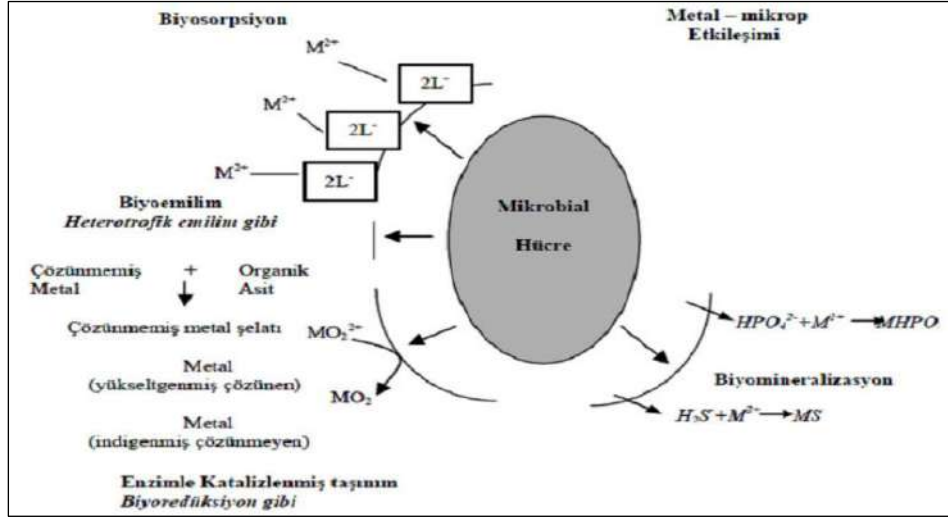 Biyosorpsiyon
Metal – mikrop
Etkileşimi
M²⁺
2L⁻
M²⁺
2L⁻
M²⁺
2L⁻
Biyoemilim
Heterotrofik emilim gibi
Mikrobial
Hücre
Çözünmemiş + Organik
Metal Asit
Çözünmemiş metal şelatı
MO₂²⁺
Metal
(yükseltgenmiş çözünen)
MO₂
Metal
(indigenmiş çözünmeyen)
HPO₄²⁻+M²⁺ MHPO
Biyomineralizasyon
H₂S+M²⁺ MS
Enzimle Katalizlenmiş taşınım
Biyoredüksiyon gibi